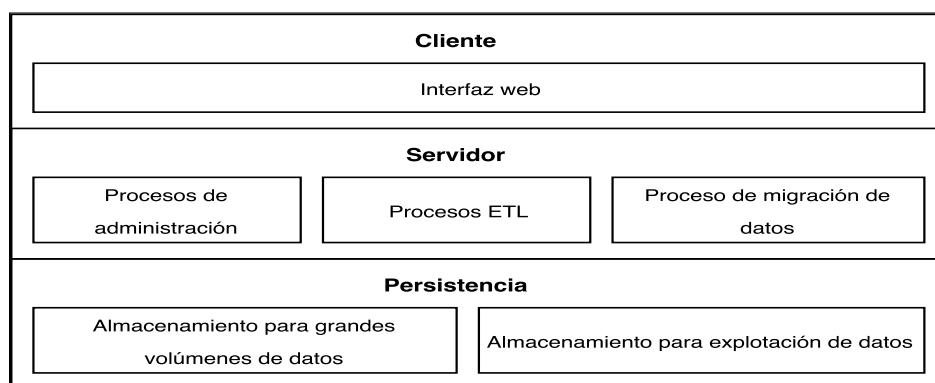 Cliente
Interfaz web
Servidor
Procesos de
administración
Procesos ETL
Proceso de migración de
datos
Persistencia
Almacenamiento para grandes
volúmenes de datos
Almacenamiento para explotación de datos